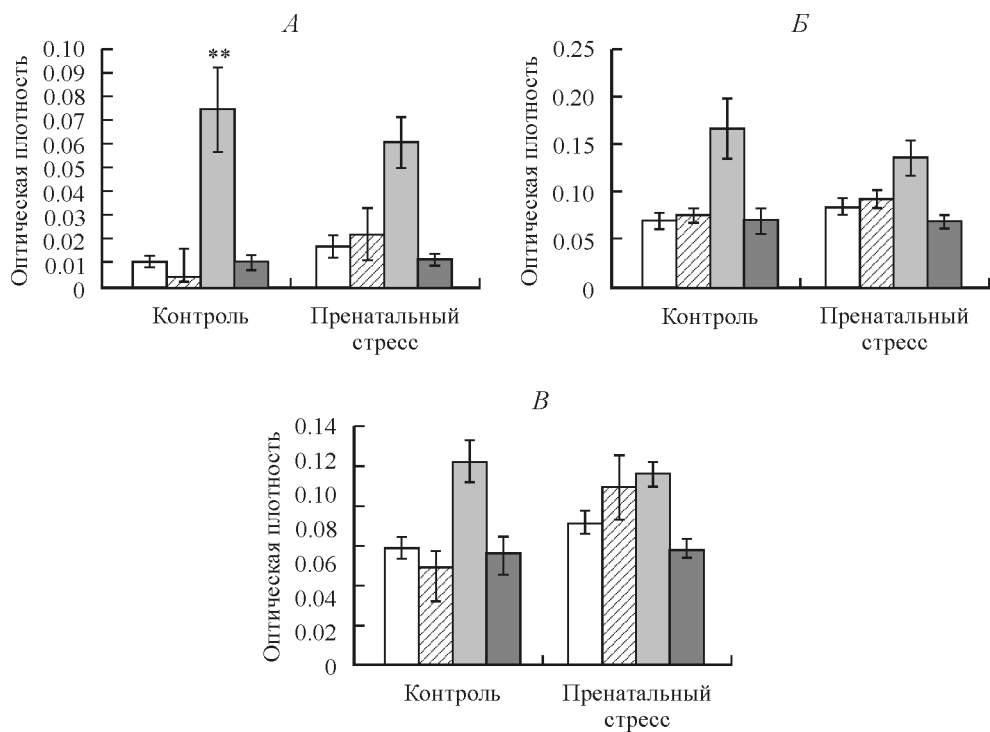 А
Оптическая плотность
0.10
0.09
0.08
0.07
0.06
0.05
0.04
0.03
0.02
0.01
0
**
Контроль
Пренатальный
стресс
Б
Оптическая плотность
0.25
0.20
0.15
0.10
0.05
0
Контроль
Пренатальный
стресс
В
Оптическая плотность
0.14
0.12
0.10
0.08
0.06
0.04
0.02
0
Контроль
Пренатальный
стресс